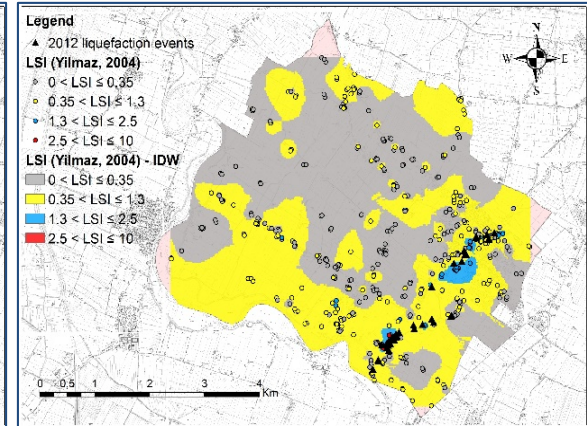 Legend
2012 liquefaction events
LSI (Yilmaz, 2004)
0 < LSI ≤ 0.35
0.35 < LSI ≤ 1.3
1.3 < LSI ≤ 2.5
2.5 < LSI ≤ 10
LSI (Yilmaz, 2004) - IDW
0 < LSI ≤ 0.35
0.35 < LSI ≤ 1.3
1.3 < LSI ≤ 2.5
2.5 < LSI ≤ 10
N
W E
S
0 0.5 1 2 3 4
Km